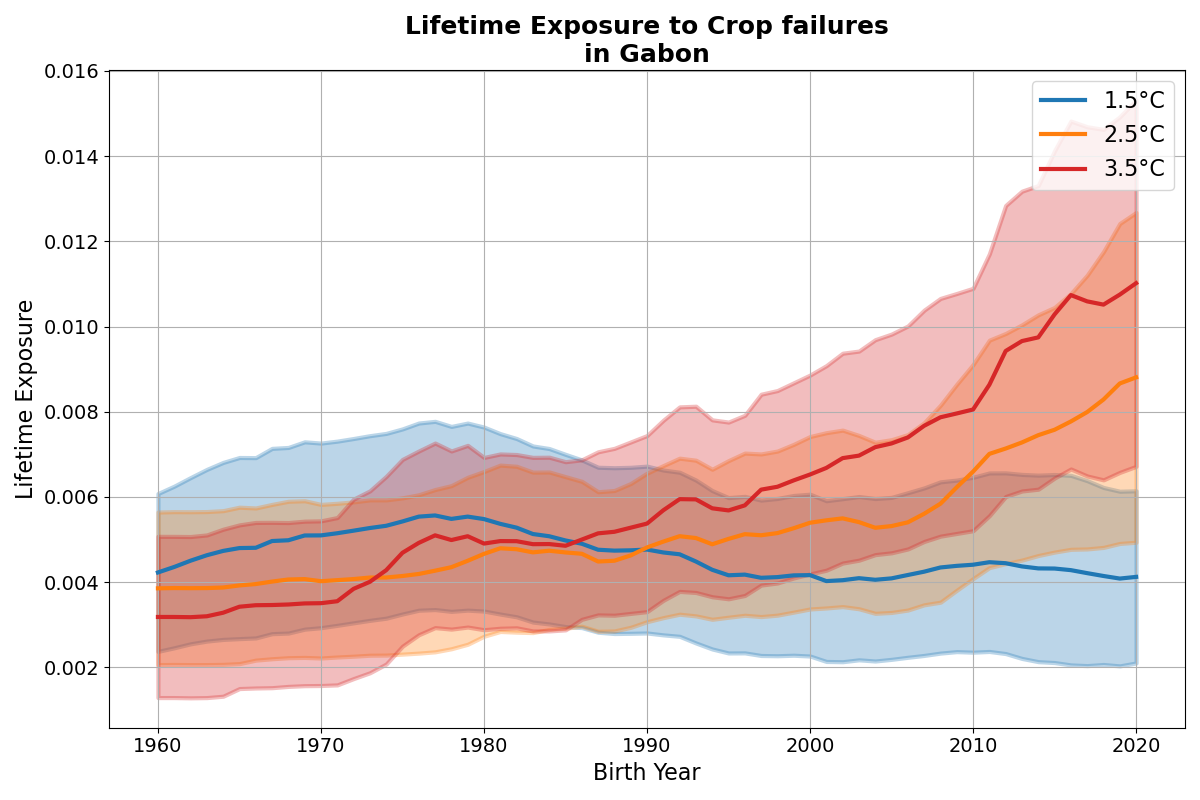 Lifetime Exposure to Crop failures
in Gabon
0.016
0.014
0.012
0.010
0.008
0.006
0.004
0.002
Lifetime Exposure
1.5°C
2.5°C
3.5°C
1960 1970 1980 1990 2000 2010 2020
Birth Year